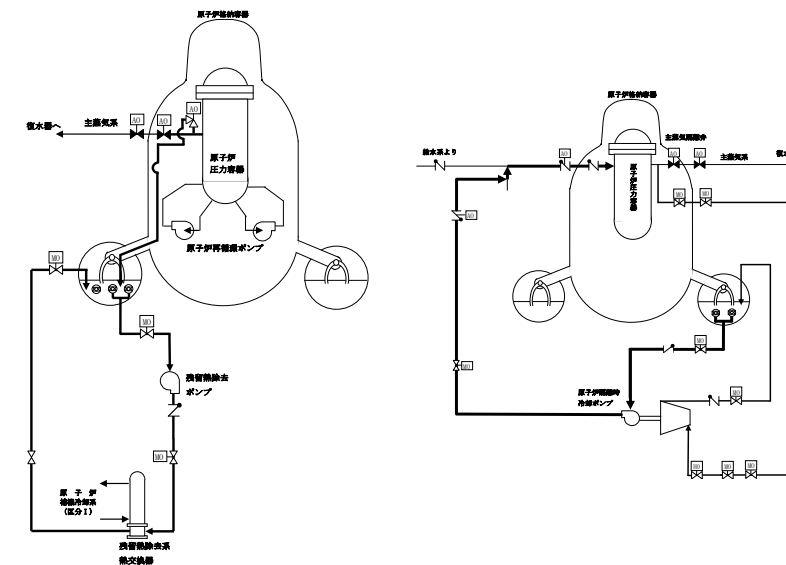 原子炉格納容器
主蒸気系
復水器へ
AO
AO
AO
原子炉
圧力容器
原子炉再循環ポンプ
MO
MO
残留熱除去
ポンプ
MO
原子炉
補機冷却系
(区分Ⅰ)
残留熱除去系
熱交換器
原子炉格納容器
主蒸気隔離弁
給水系より
AO
AO
AO
主蒸気系
復水
原子炉圧力容器
MO
MO
AO
MO
MO
MO
原子炉隔離時
冷却ポンプ
MO
MO
MO